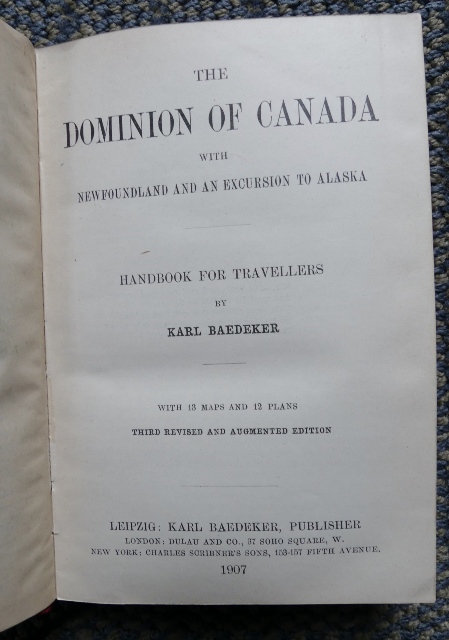 THE
DOMINION OF CANADA
WITH
NEWFOUNDLAND AND AN EXCURSION TO ALASKA
HANDBOOK FOR TRAVELLERS
BY
KARL BAEDEKER
WITH 13 MAPS AND 12 PLANS
THIRD REVISED AND AUGMENTED EDITION
LEIPZIG: KARL BAEDEKER, PUBLISHER
LONDON: DULAU AND CO., 37 SOHO SQUARE, W.
NEW YORK: CHARLES SCRIBNER'S SONS, 153-157 FIFTH AVENUE.
1907